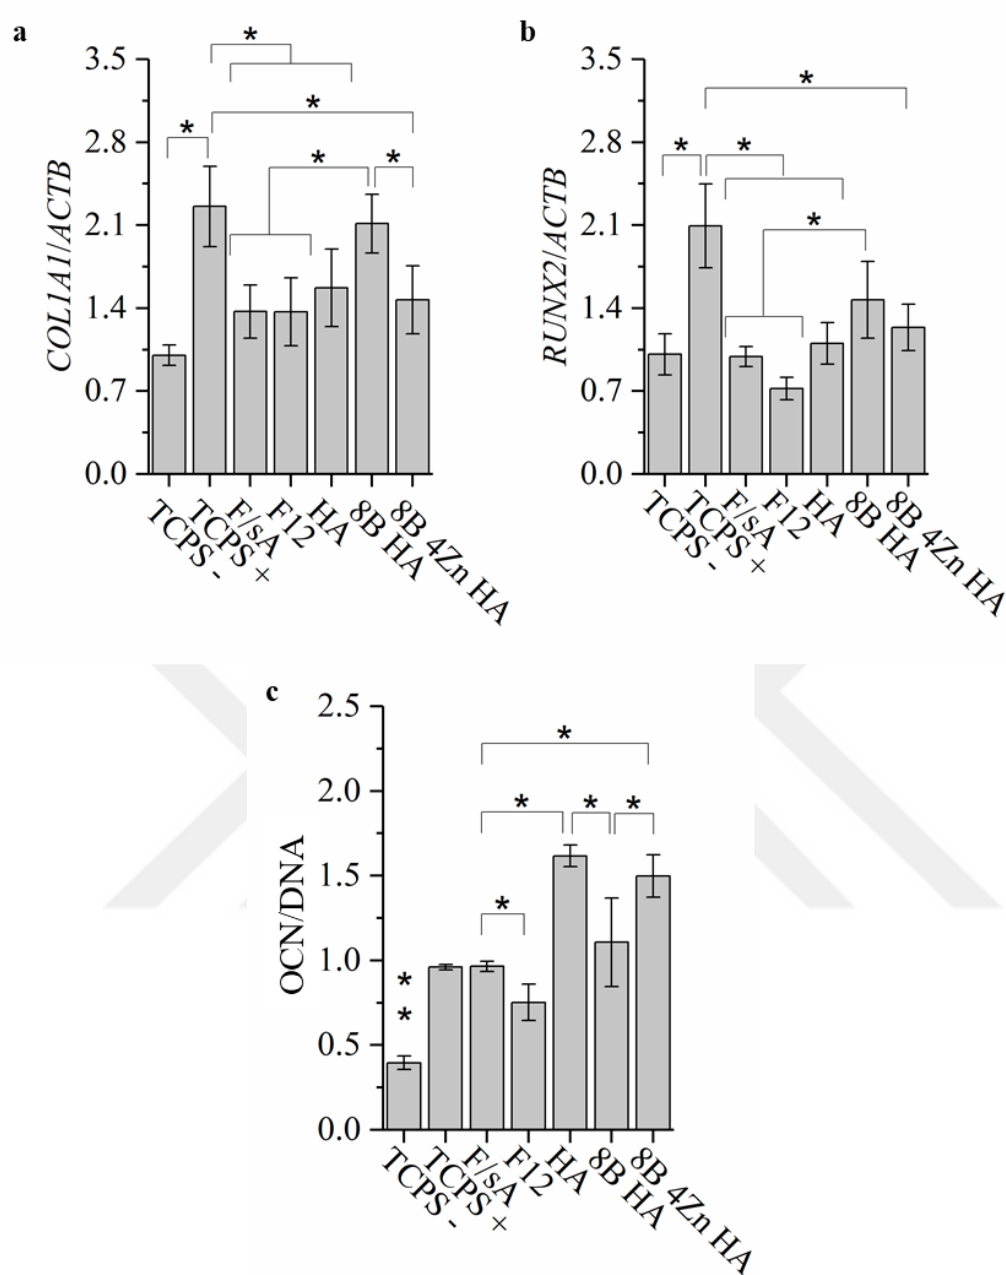 a
*
3.5
*
2.8
*
*
*
2.1
1.4
0.7
0.0
COL1A1/ACTB
TCPS -
TCPS +
F/sA
F12
HA
8B HA
8B 4Zn HA
b
3.5
*
2.8
*
*
2.1
*
1.4
0.7
0.0
RUNX2/ACTB
TCPS -
TCPS +
F/sA
F12
HA
8B HA
8B 4Zn HA
c
2.5
*
2.0
*
*
*
1.5
*
1.0
*
*
0.5
0.0
OCN/DNA
TCPS -
TCPS +
F/sA
F12
HA
8B HA
8B 4Zn HA